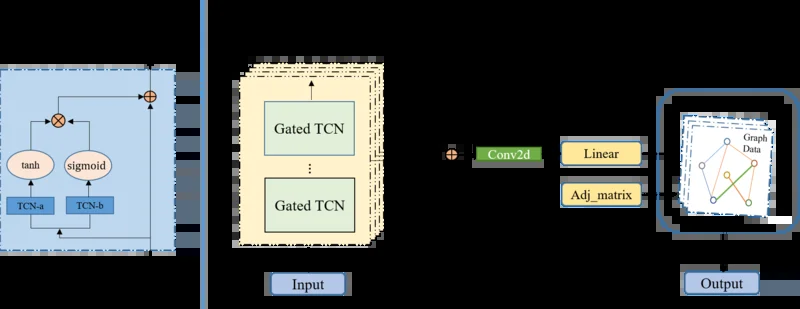 tanh
sigmoid
TCN-a
TCN-b
Gated TCN
...
Gated TCN
Input
Conv2d
Linear
Adj_matrix
Graph
Data
Output